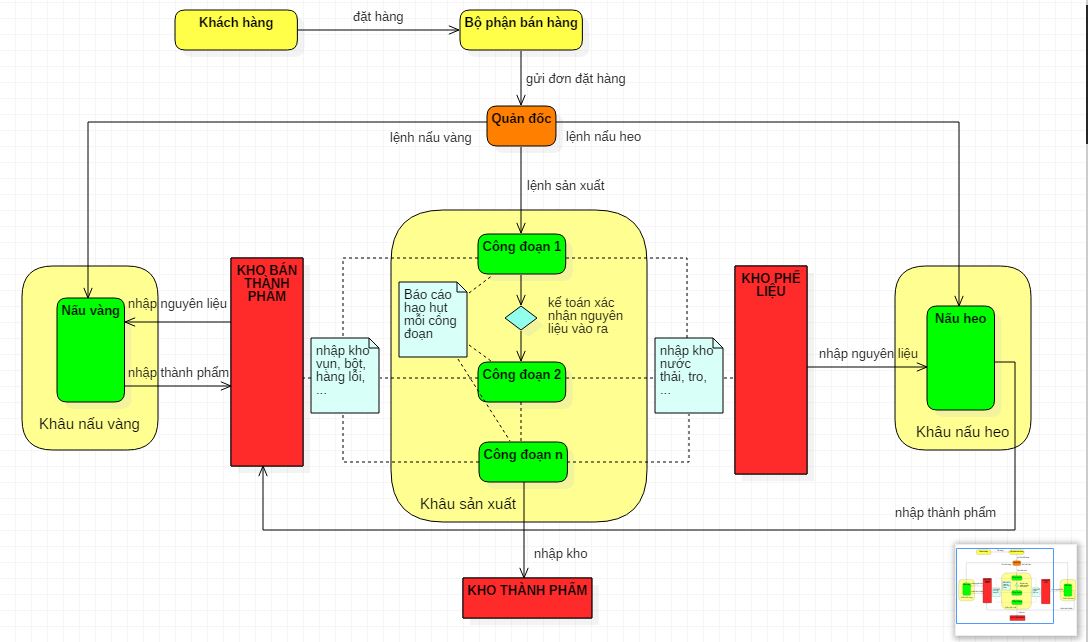 Khách hàng
đặt hàng
Bộ phận bán hàng
gửi đơn đặt hàng
Quản đốc
lệnh nấu vàng
lệnh nấu heo
lệnh sản xuất
Công đoạn 1
KHO BÁN
THÀNH
PHẨM
KHO PHẾ
LIỆU
Báo cáo
hao hụt
mỗi công
đoạn
kế toán xác
nhận nguyên
liệu vào ra
Nấu vàng
nhập nguyên liệu
Nấu heo
nhập kho
vụn, bột,
hàng lỗi,
...
nhập kho
nước
thải, tro,
...
nhập nguyên liệu
nhập thành phẩm
Công đoạn 2
Khâu nấu vàng
Khâu nấu heo
Công đoạn n
Khâu sản xuất
nhập thành phẩm
nhập kho
KHO THÀNH PHẨM